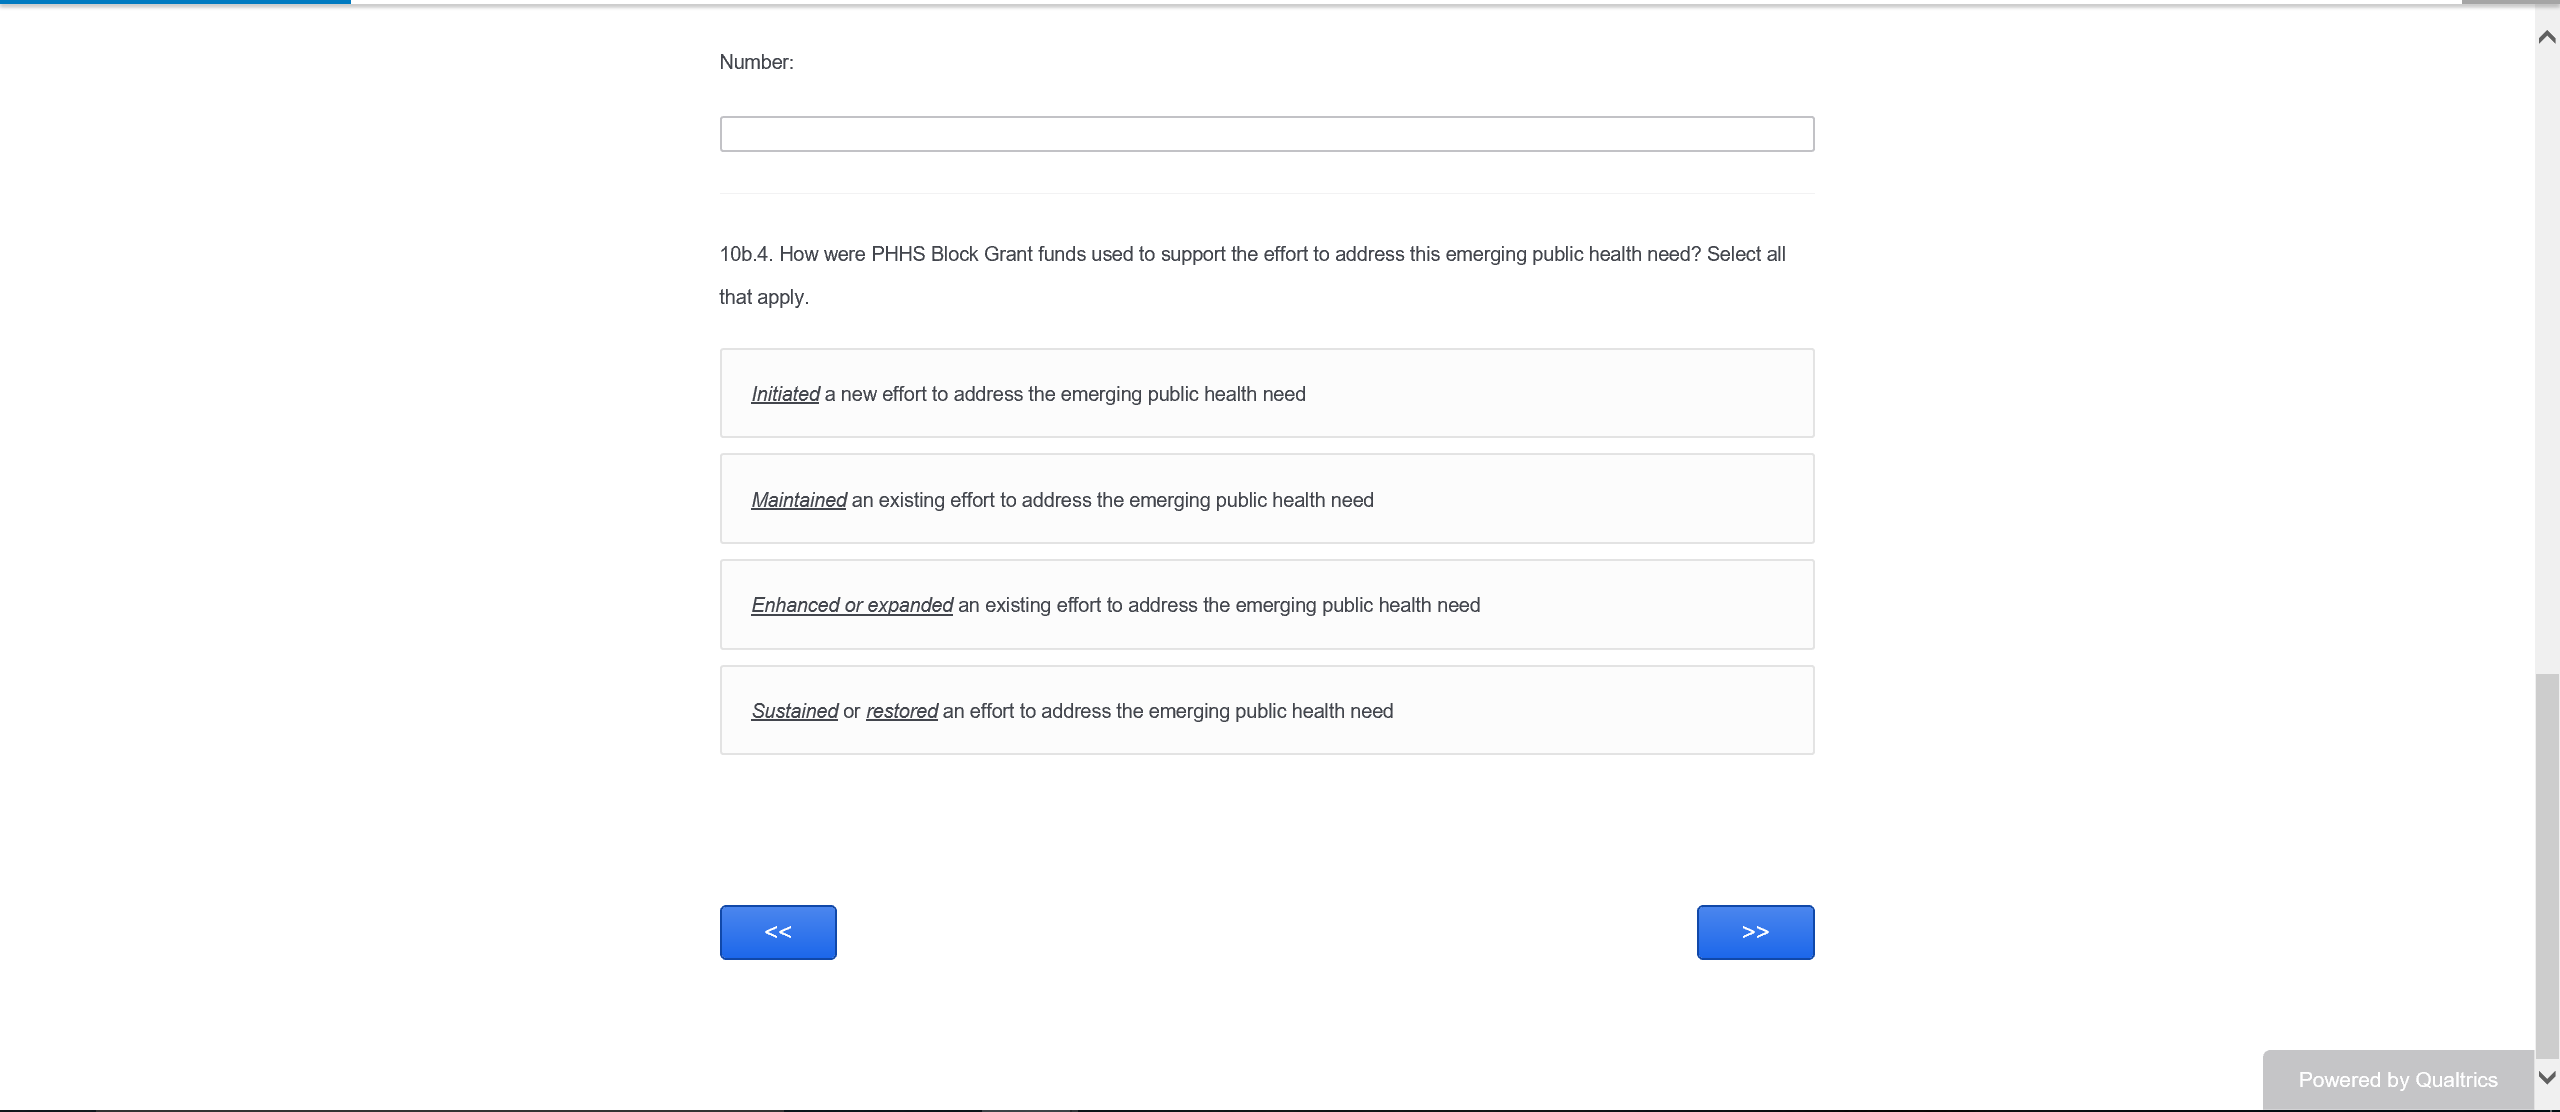 Number:
10b.4. How were PHHS Block Grant funds used to support the effort to address this emerging public health need? Select all
that apply.
Initiated a new effort to address the emerging public health need
Maintained an existing effort to address the emerging public health need
Enhanced or expanded an existing effort to address the emerging public health need
Sustained or restored an effort to address the emerging public health need
<< >>
Powered by Qualtrics